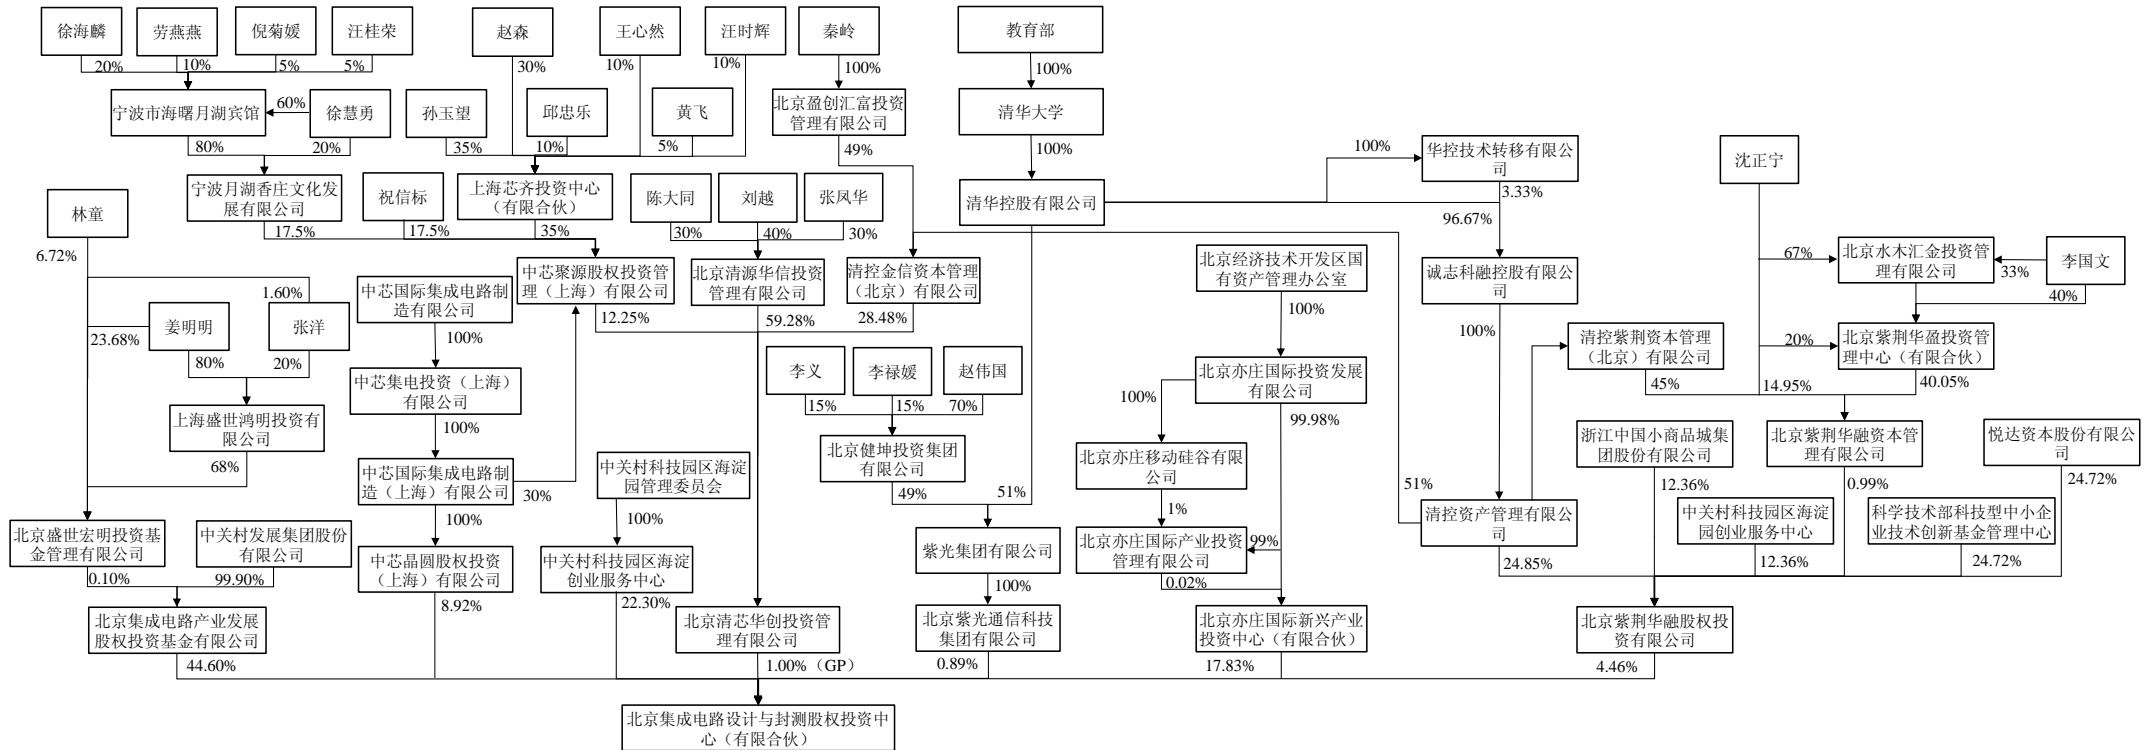 徐海麟
劳燕燕
倪菊媛
汪桂荣
赵森
王心然
汪时辉
秦岭
教育部
20%
10%
5%
5%
30%
10%
10%
100%
100%
宁波市海曙月湖宾馆
60%
徐慧勇
孙玉望
邱忠乐
黄飞
北京盈创汇富投资
管理有限公司
清华大学
80%
20%
35%
10%
5%
49%
100%
100%
华控技术转移有限公
司
沈正宁
宁波月湖香庄文化发
展有限公司
祝信标
上海芯齐投资中心
（有限合伙）
陈大同
刘越
张凤华
清华控股有限公司
3.33%
96.67%
林童
17.5%
17.5%
35%
30%
40%
30%
6.72%
中芯聚源股权投资管
理（上海）有限公司
北京清源华信投资
管理有限公司
清控金信资本管理
（北京）有限公司
北京经济技术开发区国
有资产管理办公室
诚志科融控股有限公
司
67%
北京水木汇金投资管
理有限公司
33%
李国文
1.60%
中芯国际集成电路制
造有限公司
12.25%
59.28%
28.48%
100%
40%
姜明明
张洋
23.68%
100%
100%
清控紫荆资本管理
（北京）有限公司
20%
北京紫荆华盈投资管
理中心（有限合伙）
80%
20%
中芯集电投资（上海）
有限公司
李义
李禄媛
赵伟国
北京亦庄国际投资发展
有限公司
45%
14.95%
40.05%
15%
15%
70%
100%
99.98%
上海盛世鸿明投资有
限公司
100%
北京健坤投资集团
有限公司
北京亦庄移动硅谷有限
公司
浙江中国小商品城集
团股份有限公司
北京紫荆华融资本管
理有限公司
悦达资本股份有限公
司
68%
中芯国际集成电路制
造（上海）有限公司
30%
中关村科技园区海淀
园管理委员会
49%
51%
51%
12.36%
0.99%
24.72%
100%
100%
1%
清控资产管理有限公
司
中关村科技园区海淀
园创业服务中心
科学技术部科技型中小企
业技术创新基金管理中心
北京盛世宏明投资基
金管理有限公司
中关村发展集团股份
有限公司
中芯晶圆股权投资
（上海）有限公司
中关村科技园区海淀
创业服务中心
紫光集团有限公司
北京亦庄国际产业投资
管理有限公司
99%
24.85%
12.36%
24.72%
0.10%
99.90%
8.92%
22.30%
100%
0.02%
北京集成电路产业发展
股权投资基金有限公司
北京清芯华创投资管
理有限公司
北京紫光通信科技
集团有限公司
北京亦庄国际新兴产业
投资中心（有限合伙）
北京紫荆华融股权投
资有限公司
44.60%
1.00%（GP）
0.89%
17.83%
4.46%
北京集成电路设计与封测股权投资中
心（有限合伙）